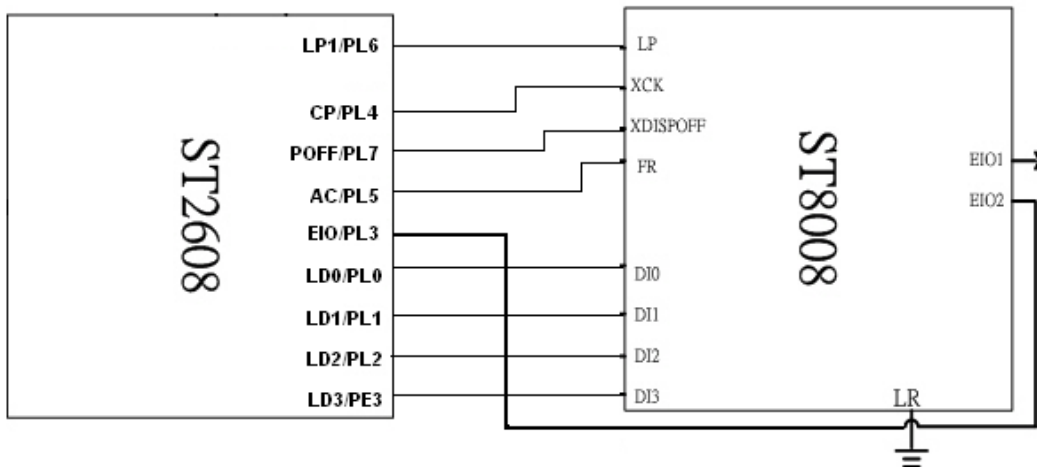 LP1/PL6
CP/PL4
POFF/PL7
AC/PL5
EIO/PL3
LD0/PL0
LD1/PL1
LD2/PL2
LD3/PE3
ST2608
LP
XCK
XDISPOFF
FR
DI0
DI1
DI2
DI3
ST8008
EIO1
EIO2
LR